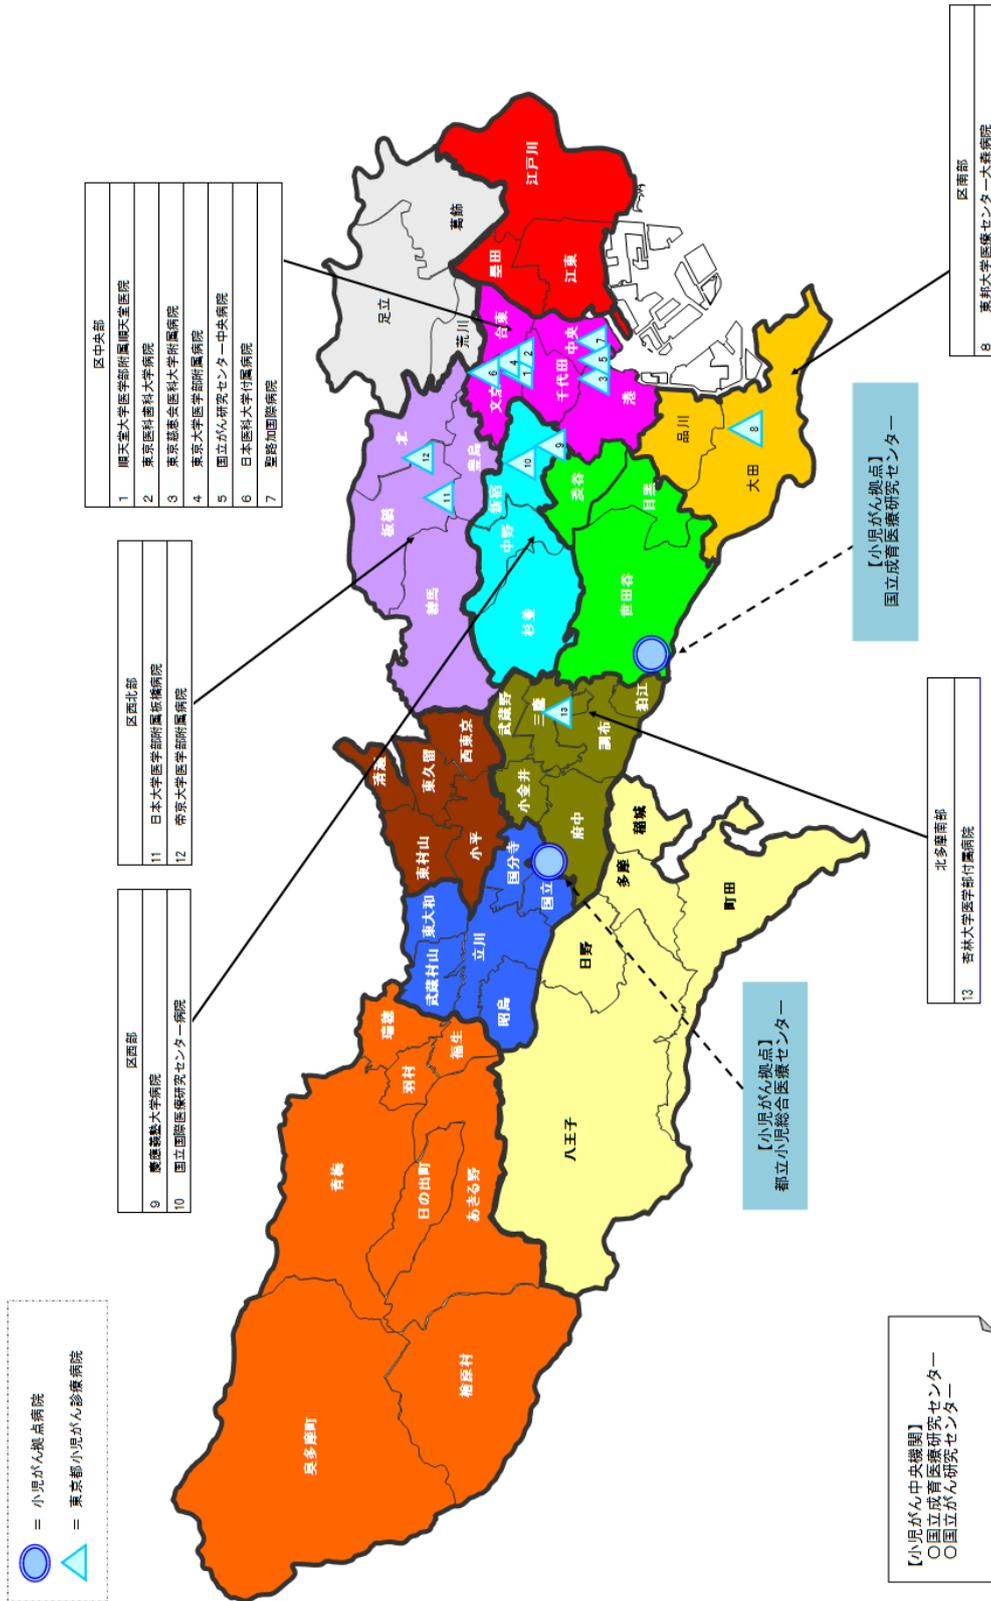 ＝ 小児がん拠点病院
＝ 東京都小児がん診療病院
区西部
9 慶應義塾大学病院
10 国立国際医療研究センター病院
区西北部
11 日本大学医学部附属板橋病院
12 帝京大学医学部附属病院
区中央部
1 順天堂大学医学部附属順天堂医院
2 東京医科歯科大学病院
3 東京慈恵会医科大学附属病院
4 東京大学医学部附属病院
5 国立がん研究センター中央病院
6 日本医科大学付属病院
7 聖路加国際病院
奥多摩町
檜原村
青梅
日の出町
あきる野
瑞穂
羽村
福生
武蔵村山
東大和
立川
昭島
国分寺
国立
東村山
清瀬
東久留
小平
西東京
武蔵野
三鷹
小金井
調布
府中
狛江
13
八王子
日野
多摩
稲城
町田
練馬
板橋
北
豊島
11
12
杉並
中野
新宿
10
9
世田谷
目黒
渋谷
品川
大田
8
文京
台東
千代田
中央
港
6
4
1
2
3
5
7
足立
荒川
葛飾
墨田
江東
江戸川
【小児がん拠点】
都立小児総合医療センター
【小児がん拠点】
国立成育医療研究センター
北多摩南部
13 杏林大学医学部付属病院
区南部
8 東邦大学医療センター大森病院
【小児がん中央機関】
〇国立成育医療研究センター
〇国立がん研究センター